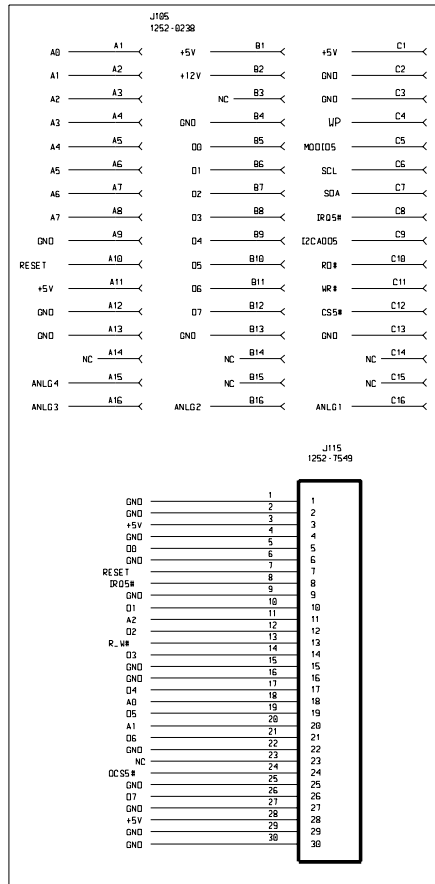 J105
1252-0238
A0 A1 +5V B1 +5V C1
A1 A2 +12V B2 GND C2
A2 A3 NC B3 GND C3
A3 A4 GND B4 WP C4
A4 A5 D0 B5 MODID5 C5
A5 A6 D1 B6 SCL C6
A6 A7 D2 B7 SDA C7
A7 A8 D3 B8 IRQ5# C8
GND A9 D4 B9 I2CADD5 C9
RESET A10 D5 B10 RD# C10
+5V A11 D6 B11 WR# C11
GND A12 D7 B12 CS5# C12
GND A13 GND B13 GND C13
NC A14 NC B14 NC C14
ANLG4 A15 NC B15 NC C15
ANLG3 A16 ANLG2 B16 ANLG1 C16
J115
1252-7549
GND 1 1
GND 2 2
+5V 3 3
GND 4 4
D0 5 5
GND 6 6
RESET 7 7
IRQ5# 8 8
GND 9 9
D1 10 10
A2 11 11
D2 12 12
R_W# 13 13
D3 14 14
GND 15 15
GND 16 16
D4 17 17
A0 18 18
D5 19 19
A1 20 20
D6 21 21
GND 22 22
NC 23 23
OCS5# 24 24
GND 25 25
D7 26 26
GND 27 27
+5V 28 28
GND 29 29
GND 30 30